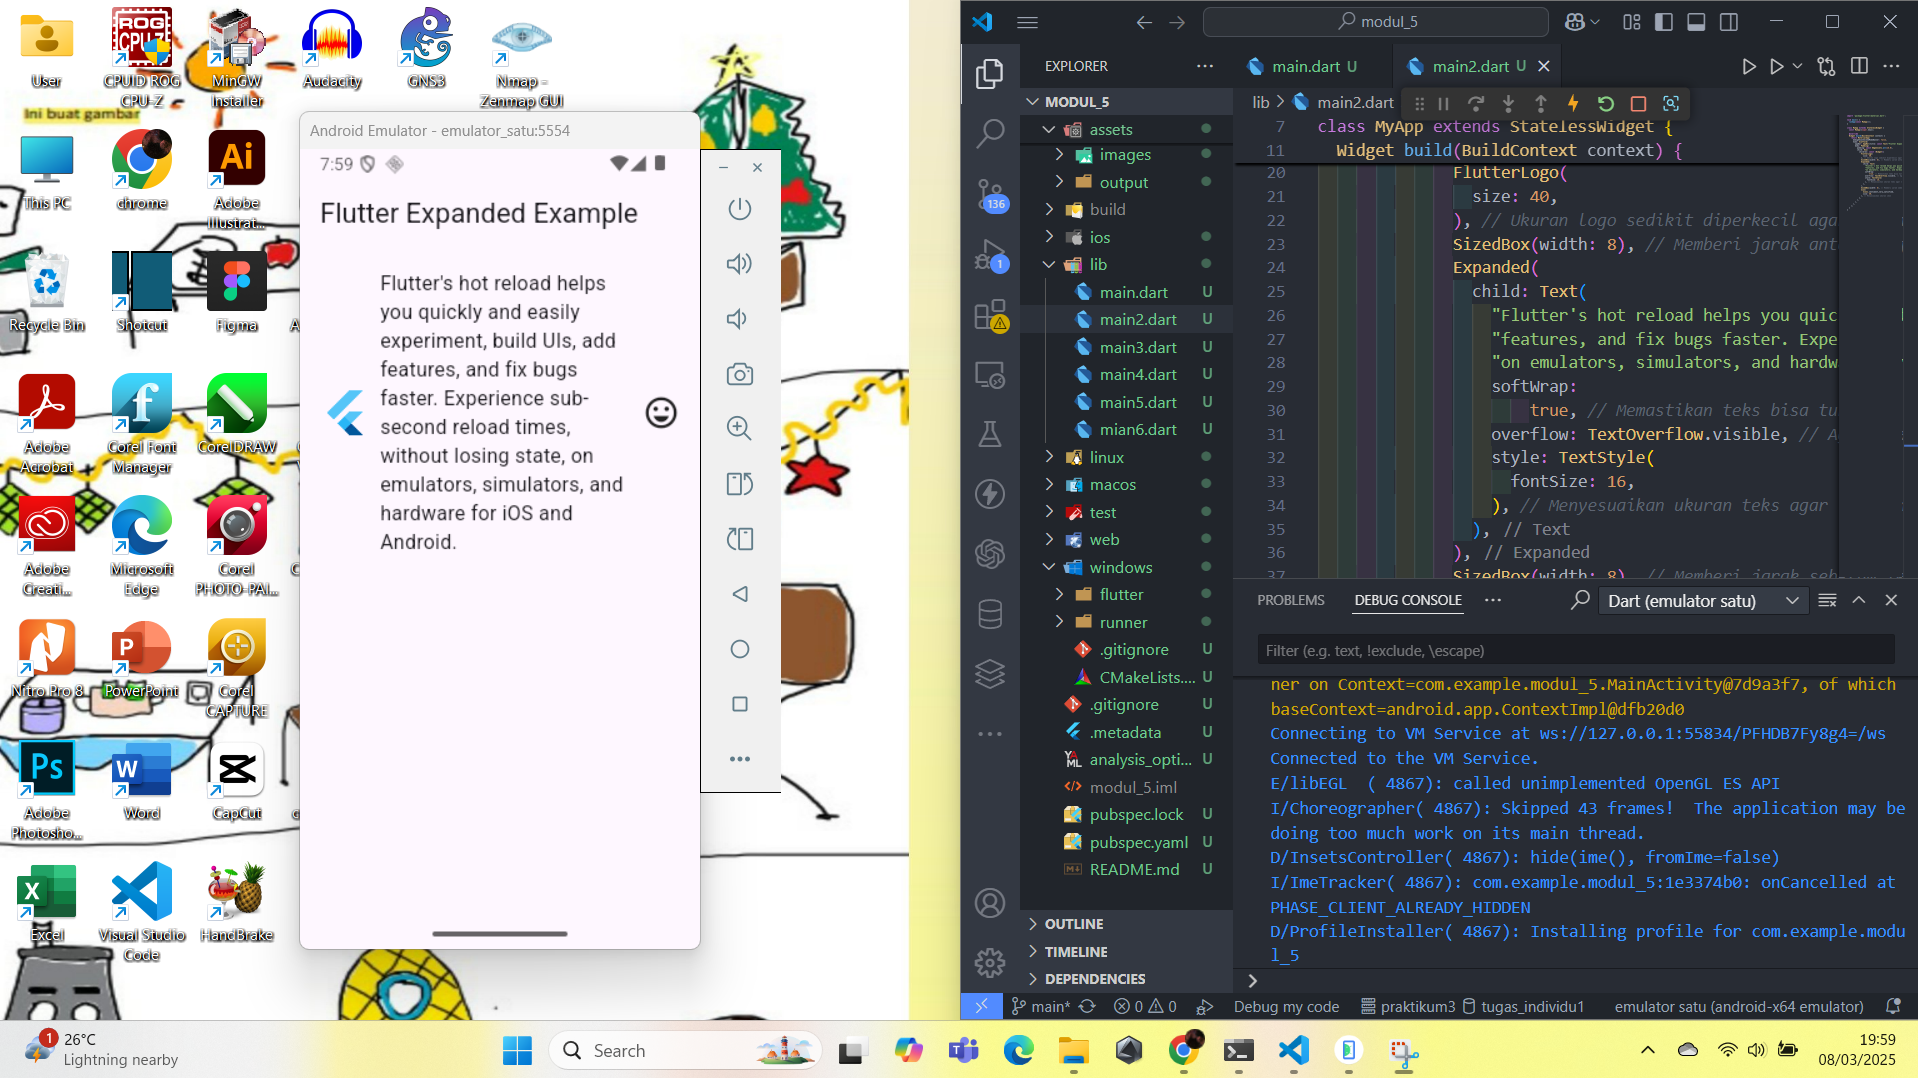 User
CPUID ROG
CPU-Z
MinGW
Installer
Audacity
GNS3
Nmap -
Zenmap GUI
Ini buat gambar
This PC
chrome
Adobe
Illustrat...
Recycle Bin
Shotcut
Figma
Adobe
Acrobat
Corel Font
Manager
CorelDRAW
Adobe
Creati...
Microsoft
Edge
Corel
PHOTO-PAI...
Nitro Pro 8
PowerPoint
Corel
CAPTURE
Adobe
Photosho...
Word
CapCut
Excel
Visual Studio
Code
HandBrake
Android Emulator - emulator_satu:5554
7:59
Flutter Expanded Example
Flutter's hot reload helps
you quickly and easily
experiment, build UIs, add
features, and fix bugs
faster. Experience sub-
second reload times,
without losing state, on
emulators, simulators, and
hardware for iOS and
Android.
modul_5
EXPLORER
MODUL_5
assets
images
output
build
ios
lib
main.dart U
main2.dart U
main3.dart U
main4.dart U
main5.dart U
mian6.dart U
linux
macos
test
web
windows
flutter
runner
.gitignore U
CMakeLists.... U
.gitignore U
.metadata U
analysis_opti... U
modul_5.iml
pubspec.lock U
pubspec.yaml U
README.md U
OUTLINE
TIMELINE
DEPENDENCIES
136
1
main.dart U
main2.dart U
lib > main2.dart
7 class MyApp extends StatelessWidget {
11 Widget build(BuildContext context) {
20 FlutterLogo(
21 size: 40,
22 ), // Ukuran logo sedikit diperkecil aga
23 SizedBox(width: 8), // Memberi jarak ant
24 Expanded(
25 child: Text(
26 "Flutter's hot reload helps you quic
27 "features, and fix bugs faster. Expe
28 "on emulators, simulators, and hardw
29 softWrap:
30 true, // Memastikan teks bisa tu
31 overflow: TextOverflow.visible, // A
32 style: TextStyle(
33 fontSize: 16,
34 ), // Menyesuaikan ukuran teks agar
35 ), // Text
36 ), // Expanded
37 SizedBox(width: 8), // Memberi jarak
PROBLEMS
DEBUG CONSOLE
Dart (emulator satu)
Filter (e.g. text, !exclude, \escape)
ner on Context=com.example.modul_5.MainActivity@7d9a3f7, of which
baseContext=android.app.ContextImpl@dfb20d0
Connecting to VM Service at ws://127.0.0.1:55834/PFHDB7Fy8g4=/ws
Connected to the VM Service.
E/libEGL ( 4867): called unimplemented OpenGL ES API
I/Choreographer( 4867): Skipped 43 frames! The application may be
doing too much work on its main thread.
D/InsetsController( 4867): hide(ime(), fromIme=false)
I/ImeTracker( 4867): com.example.modul_5:1e3374b0: onCancelled at
PHASE_CLIENT_ALREADY_HIDDEN
D/ProfileInstaller( 4867): Installing profile for com.example.modu
l_5
main*
0
0
Debug my code
praktikum3
tugas_individu1
emulator satu (android-x64 emulator)
1
26°C
Lightning nearby
Search
19:59
08/03/2025